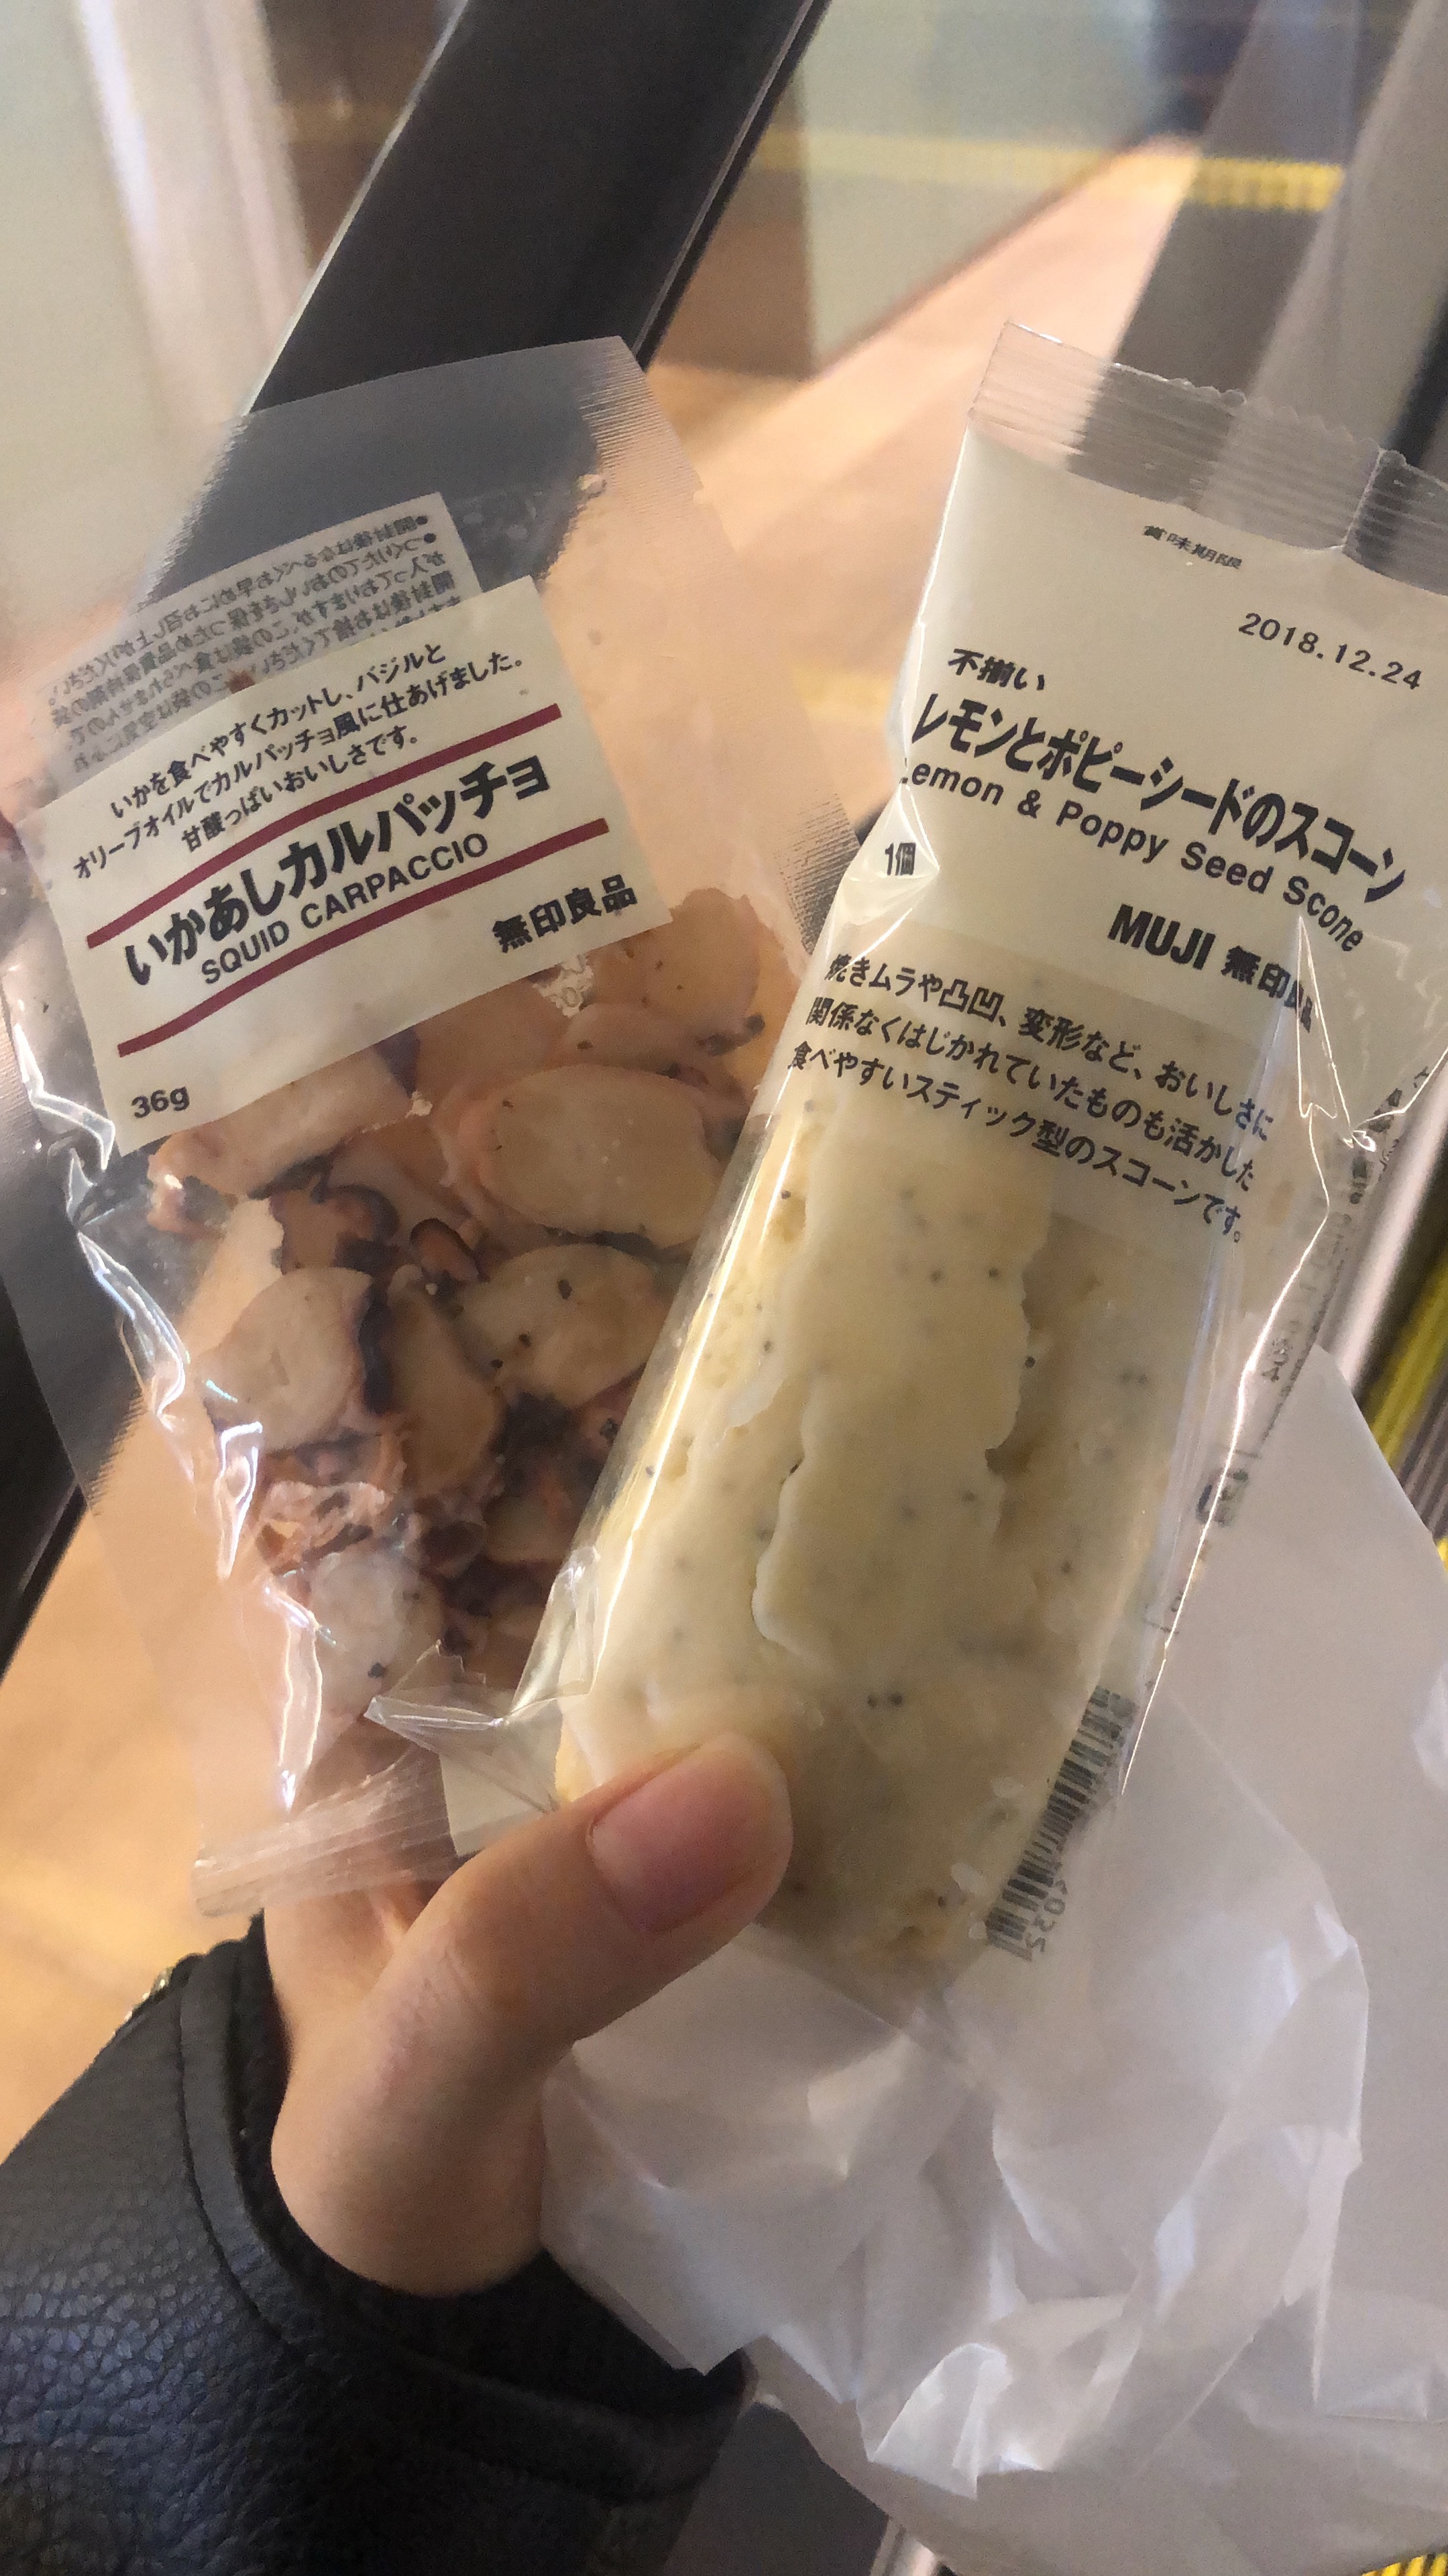 いかを食べやすくカットし、バジルと
オリーブオイルでカルパッチョ風に仕あげました。
甘酸っぱいおいしさです。
いかあしカルパッチョ
SQUID CARPACCIO
無印良品
36g
賞味期限
2018.12.24
不揃い
レモンとポピーシードのスコーン
Lemon & Poppy Seed Scone
1個
MUJI 無印良品
焼きムラや凸凹、変形など、おいしさに
関係なくはじかれていたものも活かした
食べやすいスティック型のスコーンです。